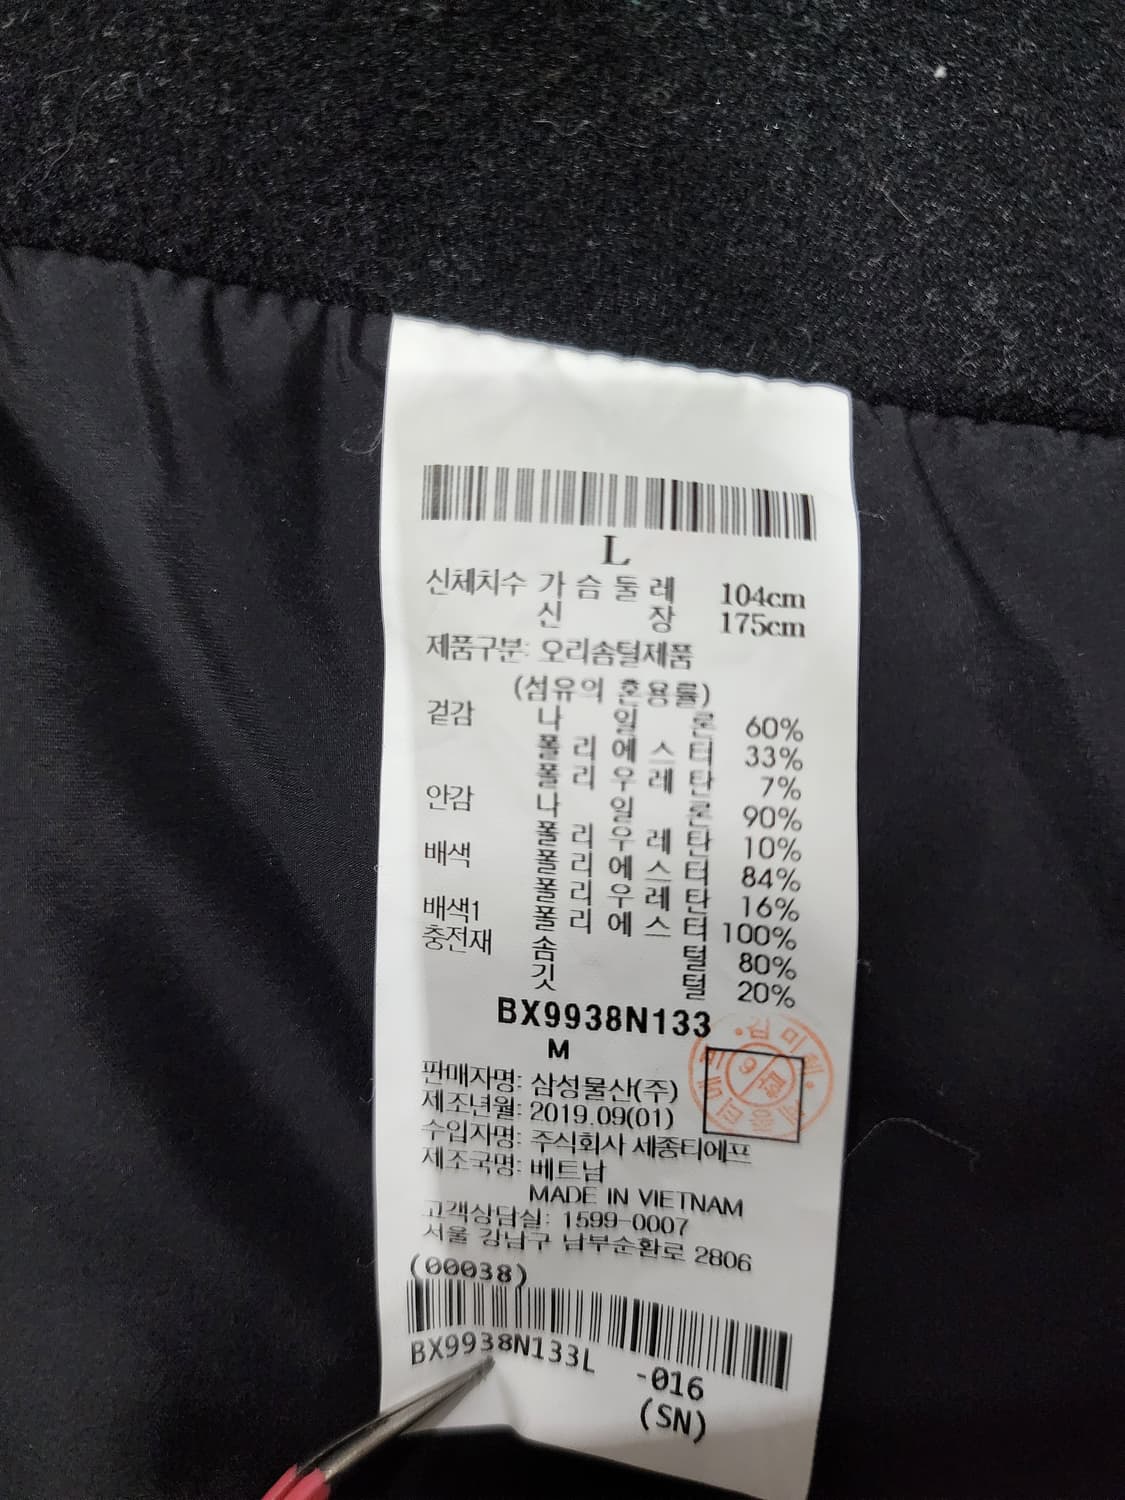 L
신체치수 가슴둘레 104cm
신장 175cm
제품구분: 오리솜털제품
(섬유의 혼용률)
겉감 나일론 60%
폴리에스터 33%
폴리우레탄 7%
안감 나일론 90%
폴리우레탄 10%
배색 폴리에스터 84%
폴리우레탄 16%
배색1 폴리에스터 100%
충전재 솜털 80%
깃털 20%
BX9938N133
M
판매자명: 삼성물산(주)
제조년월: 2019.09(01)
수입자명: 주식회사 세종티에프
제조국명: 베트남
MADE IN VIETNAM
고객상담실: 1599-0007
서울 강남구 남부순환로 2806
(00038)
BX9938N133L -016
(SN)